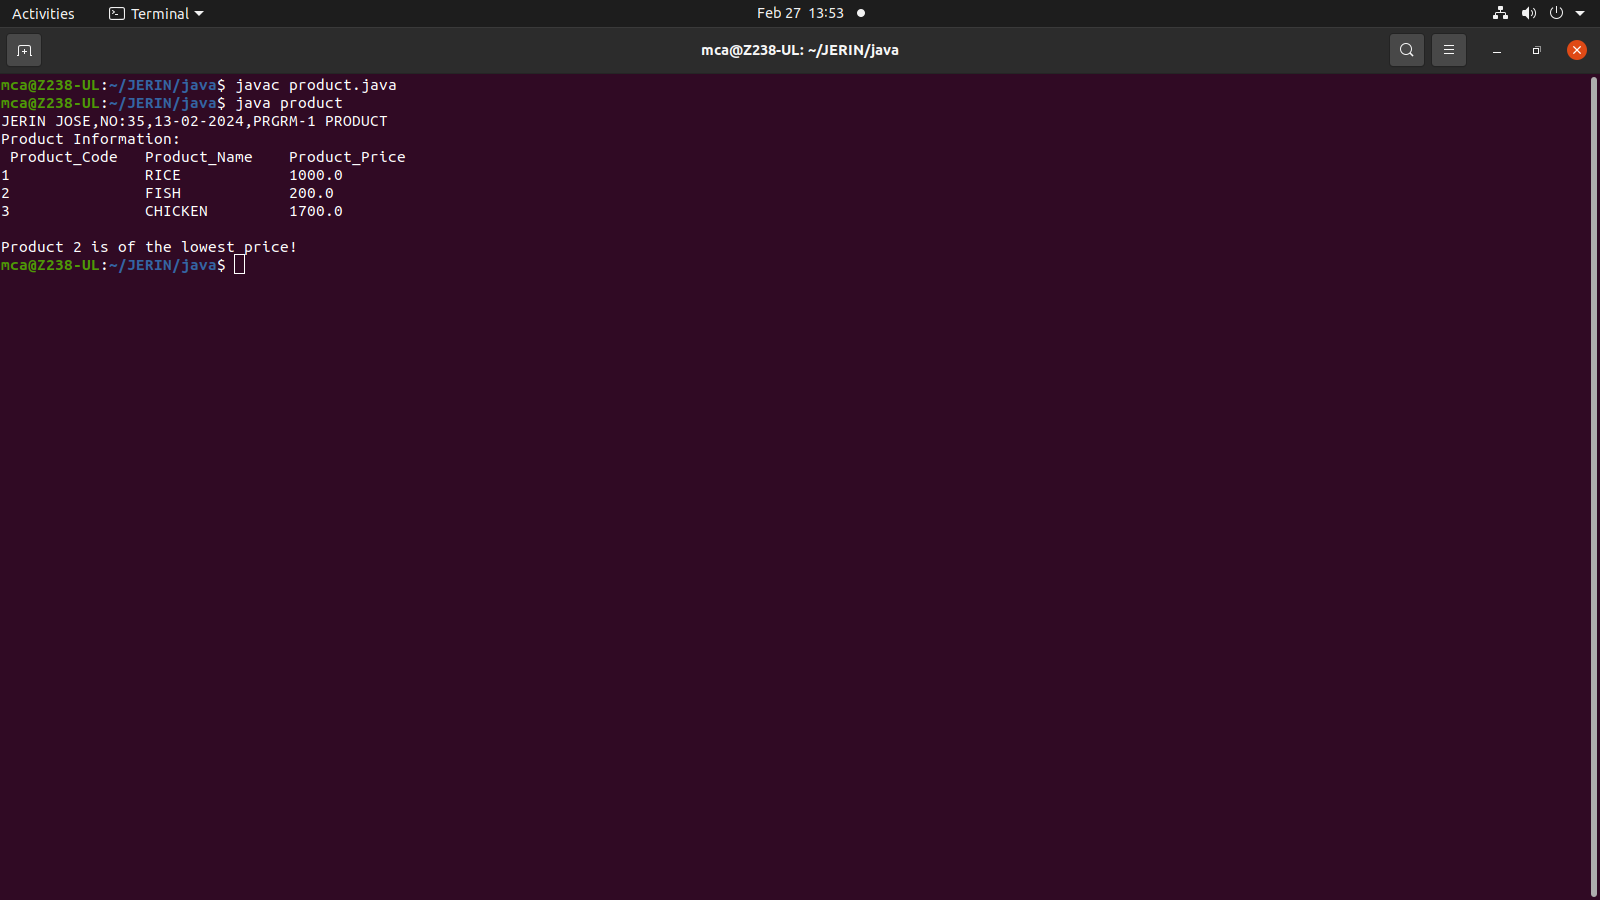 Activities Terminal Feb 27 13:53
mca@Z238-UL: ~/JERIN/java
mca@Z238-UL:~/JERIN/java$ javac product.java
mca@Z238-UL:~/JERIN/java$ java product
JERIN JOSE,NO:35,13-02-2024,PRGRM-1 PRODUCT
Product Information:
Product_Code Product_Name Product_Price
1 RICE 1000.0
2 FISH 200.0
3 CHICKEN 1700.0
Product 2 is of the lowest price!
mca@Z238-UL:~/JERIN/java$